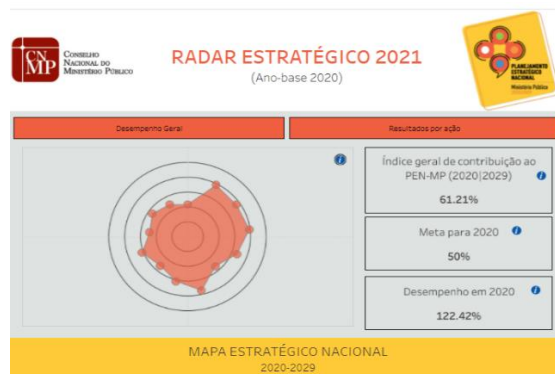 CN
MP
CONSELHO
NACIONAL DO
MINISTÉRIO PÚBLICO
RADAR ESTRATÉGICO 2021
(Ano-base 2020)
PLANEJAMENTO
ESTRATÉGICO
NACIONAL
Ministério Público
Desempenho Geral
Resultados por ação
Índice geral de contribuição ao
PEN-MP (2020|2029)
61.21%
Meta para 2020
50%
Desempenho em 2020
122.42%
MAPA ESTRATÉGICO NACIONAL
2020-2029